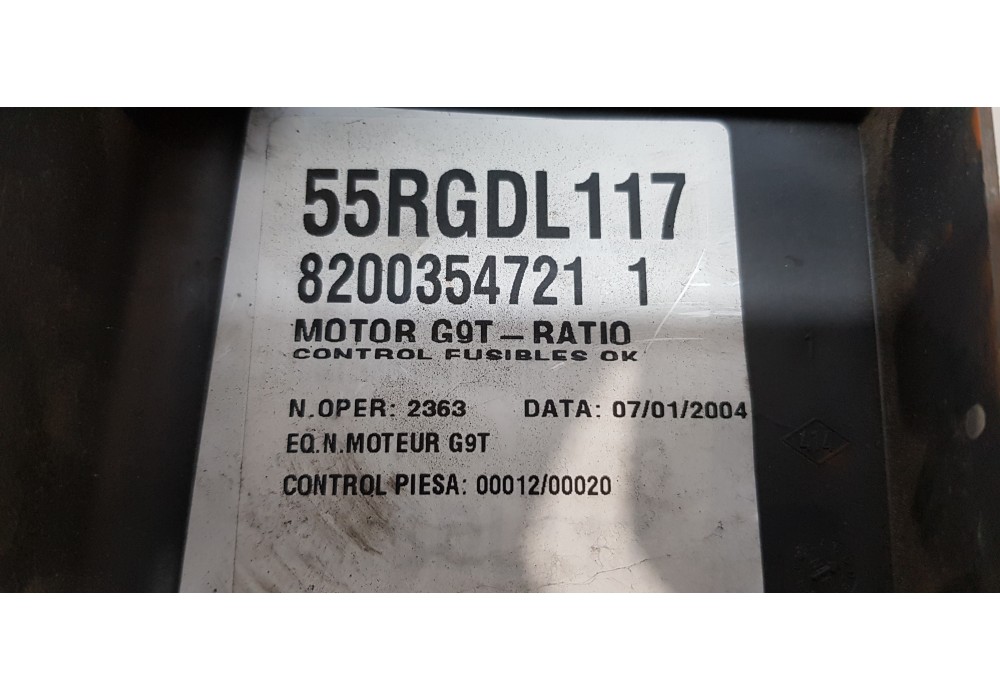 55RGDL117
8200354721 1
MOTOR G9T-RATIO
CONTROL FUSIBLES OK
N.OPER: 2363 DATA: 07/01/2004
EQ.N.MOTEUR G9T
CONTROL PIESA: 00012/00020